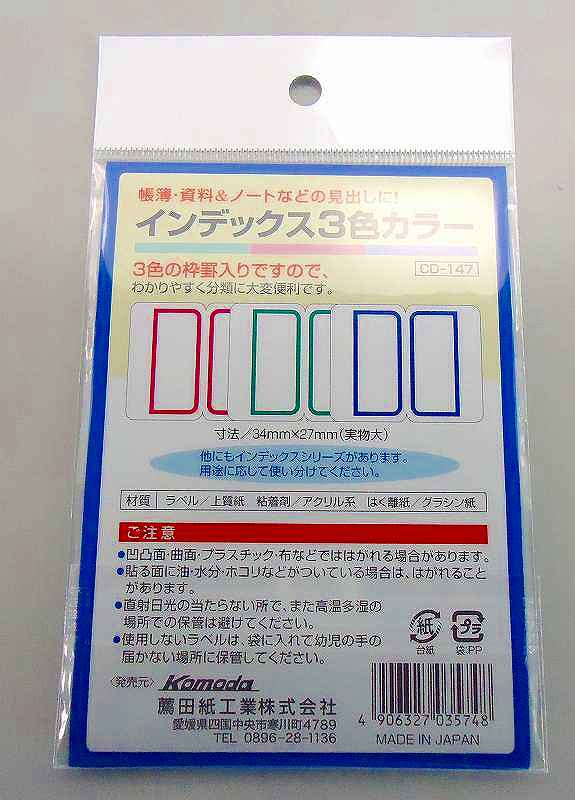 帳簿・資料&ノートなどの見出しに!
インデックス3色カラー
3色の枠罫入りですので、
CD-147
わかりやすく分類に大変便利です。
寸法/34mm×27mm(実物大)
他にもインデックスシリーズがあります。
用途に応じて使い分けてください。
材質 ラベル/上質紙 粘着剤/アクリル系 はく離紙/グラシン紙
ご注意
●凹凸面・曲面・プラスチック・布などでははがれる場合があります。
●貼る面に油・水分・ホコリなどがついている場合は、はがれること
があります。
●直射日光の当たらない所で、また高温多湿の
場所での保管は避けてください。
●使用しないラベルは、袋に入れて幼児の手の
届かない場所に保管してください。
紙
台紙
プラ
袋:PP
〈発売元〉 Komoda
薦田紙工業株式会社
愛媛県四国中央市寒川町4789
TEL 0896-28-1136
4 906327 035748
MADE IN JAPAN